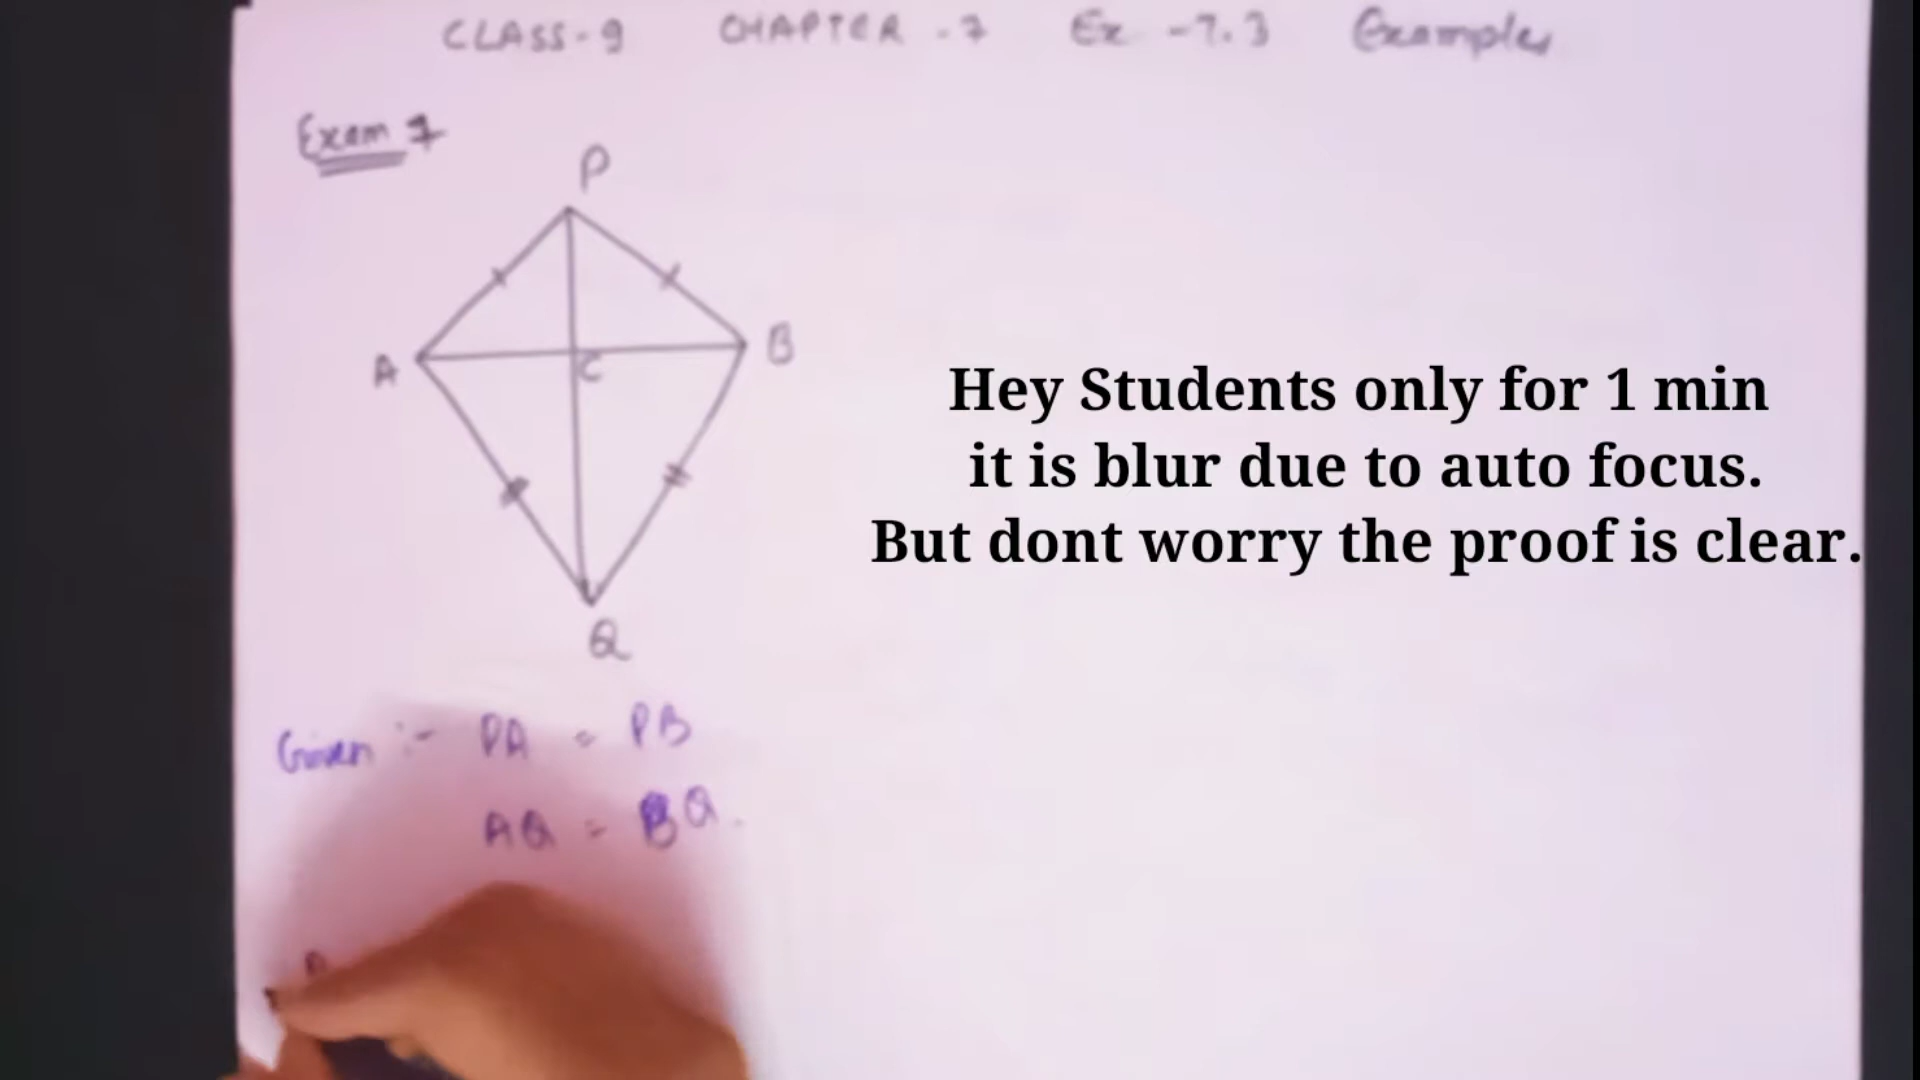 CLASS-9 CHAPTER-7 Ex-7.3 Examples
Exam 7
P
A
B
C
Q
Hey Students only for 1 min
it is blur due to auto focus.
But dont worry the proof is clear.
Given :- PA = PB
AQ = BQ.